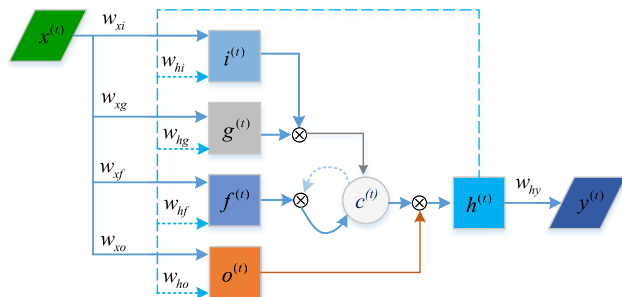 x^(t)
w_xi
w_hi
i^(t)
w_xg
w_hg
g^(t)
w_xf
w_hf
f^(t)
c^(t)
h^(t)
w_hy
y^(t)
w_xo
w_ho
o^(t)